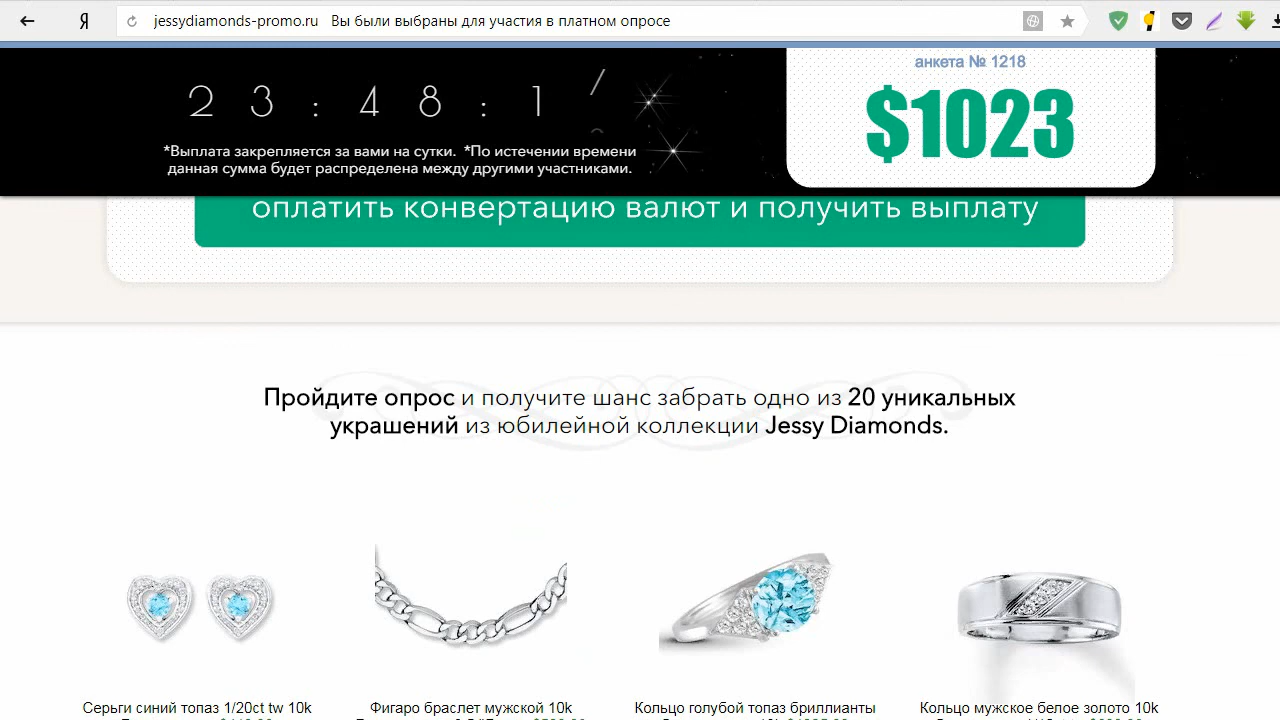 jessydiamonds-promo.ru Вы были выбраны для участия в платном опросе
анкета № 1218
23:48:1
$1023
*Выплата закрепляется за вами на сутки. *По истечении времени
данная сумма будет распределена между другими участниками.
оплатить конвертацию валют и получить выплату
Пройдите опрос и получите шанс забрать одно из 20 уникальных
украшений из юбилейной коллекции Jessy Diamonds.
Серьги синий топаз 1/20ct tw 10k
Фигаро браслет мужской 10k
Кольцо голубой топаз бриллианты
Кольцо мужское белое золото 10k